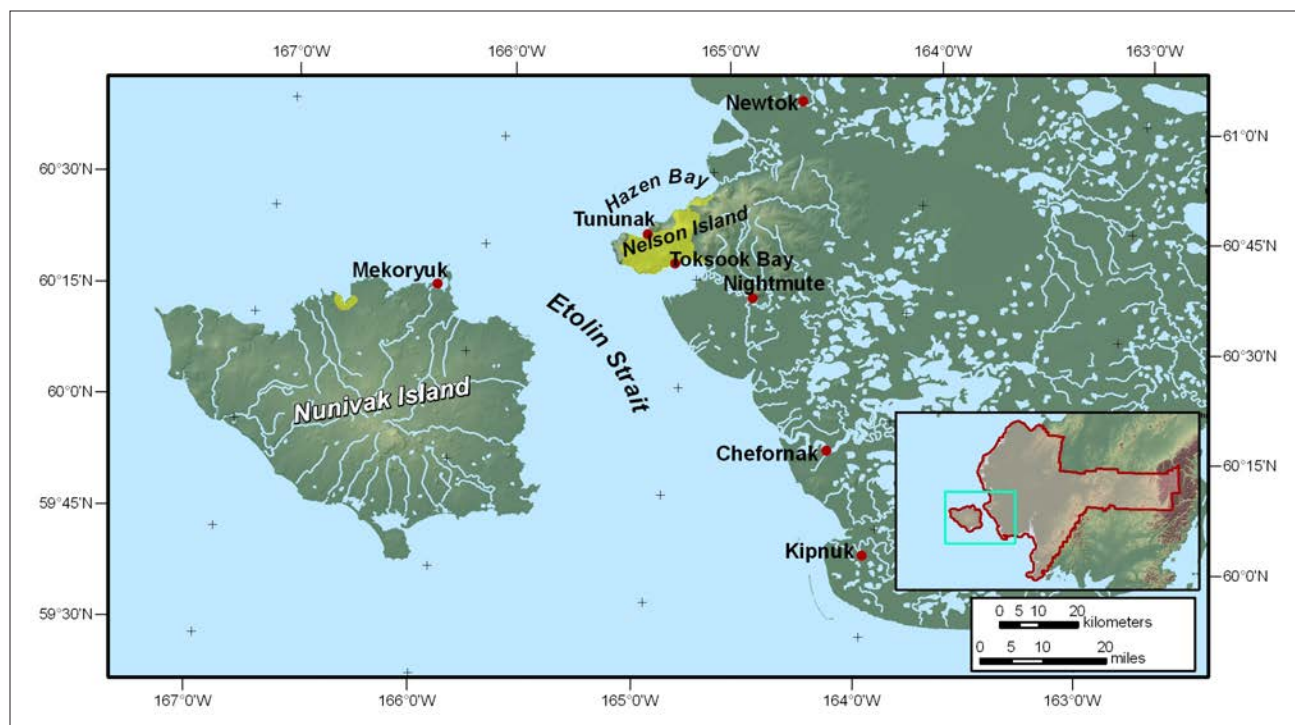 167°0'W 166°0'W 165°0'W 164°0'W 163°0'W
Newtok
61°0'N
60°30'N
Hazen Bay
Tununak
Nelson Island
60°45'N
Toksook Bay
Mekoryuk
60°15'N
Nightmute
Etolin Strait
60°30'N
60°0'N
Nunivak Island
Chefornak
60°15'N
59°45'N
Kipnuk
60°0'N
59°30'N
0 5 10 20
kilometers
0 5 10 20
miles
167°0'W 166°0'W 165°0'W 164°0'W 163°0'W